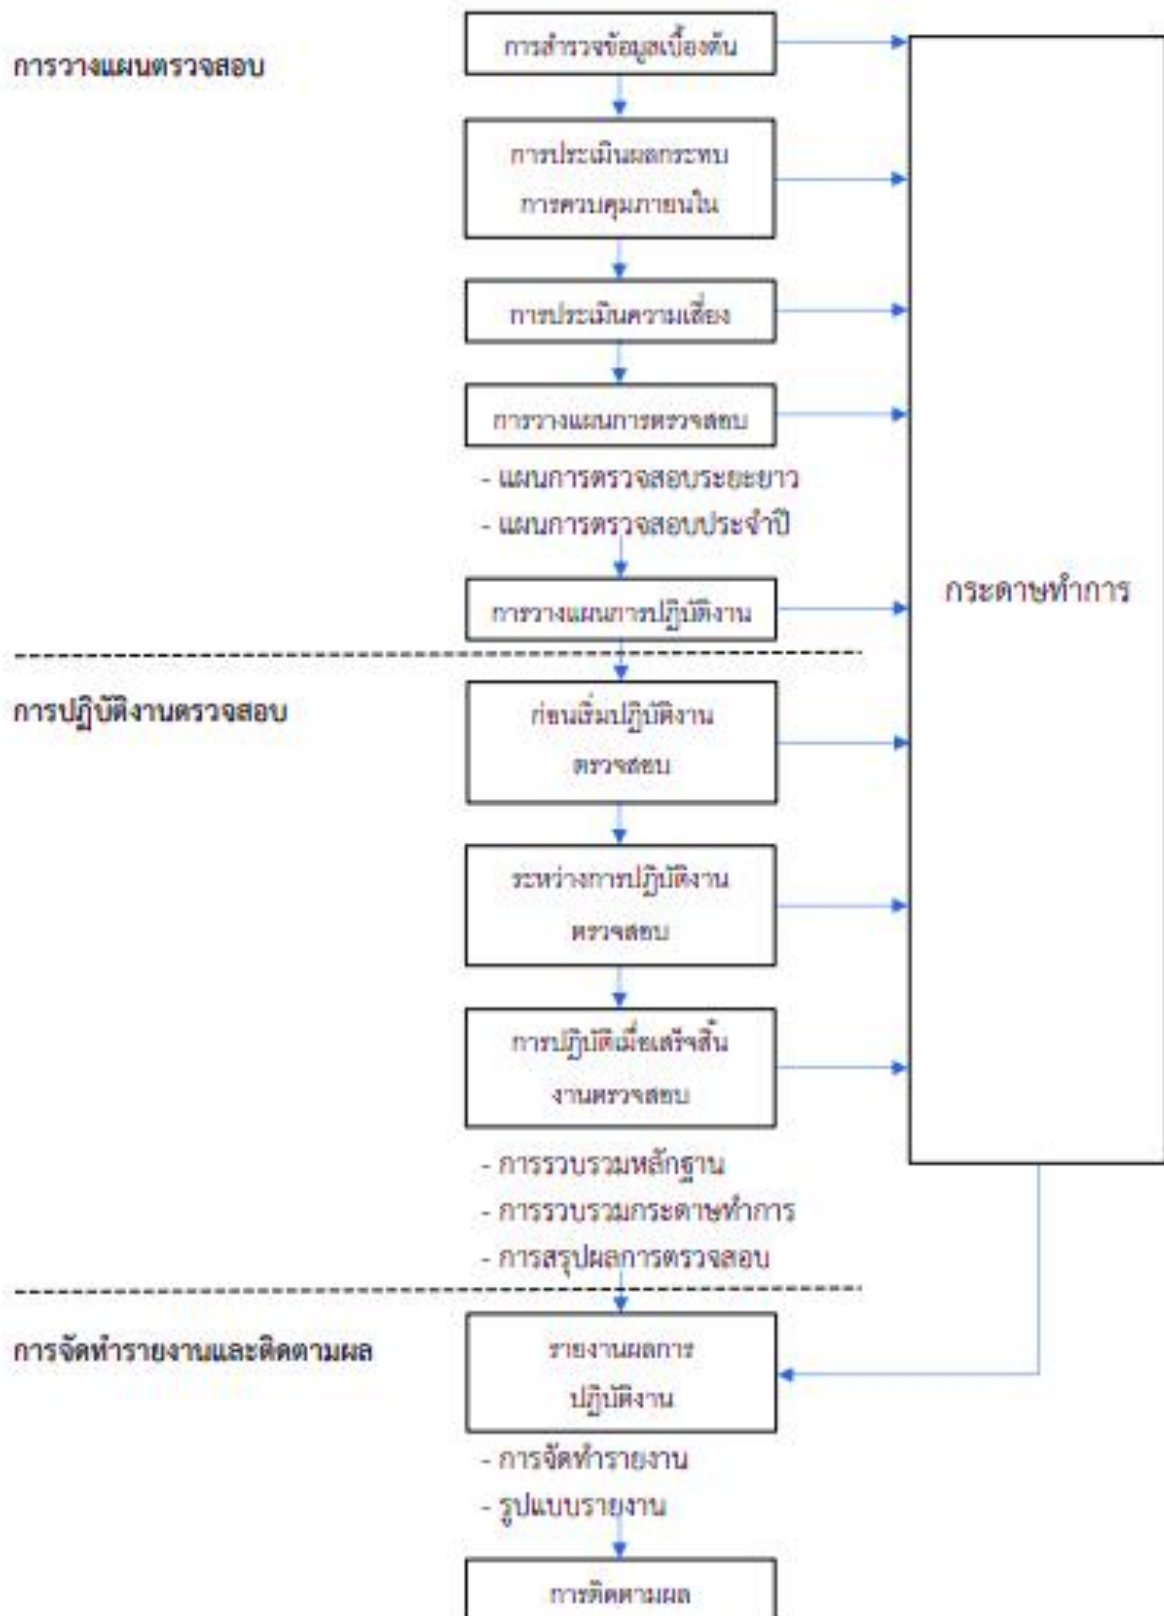 การสำรวจข้อมูลเบื้องต้น
การวางแผนตรวจสอบ
การประเมินผลกระทบ
การควบคุมภายใน
การประเมินความเสี่ยง
การวางแผนการตรวจสอบ
- แผนการตรวจสอบระยะยาว
- แผนการตรวจสอบประจำปี
กระดาษทำการ
การวางแผนการปฏิบัติงาน
การปฏิบัติงานตรวจสอบ
ก่อนเริ่มปฏิบัติงาน
ตรวจสอบ
ระหว่างการปฏิบัติงาน
ตรวจสอบ
การปฏิบัติเมื่อเสร็จสิ้น
งานตรวจสอบ
- การรวบรวมหลักฐาน
- การรวบรวมกระดาษทำการ
- การสรุปผลการตรวจสอบ
การจัดทำรายงานและติดตามผล
รายงานผลการ
ปฏิบัติงาน
- การจัดทำรายงาน
- รูปแบบรายงาน
การติดตามผล